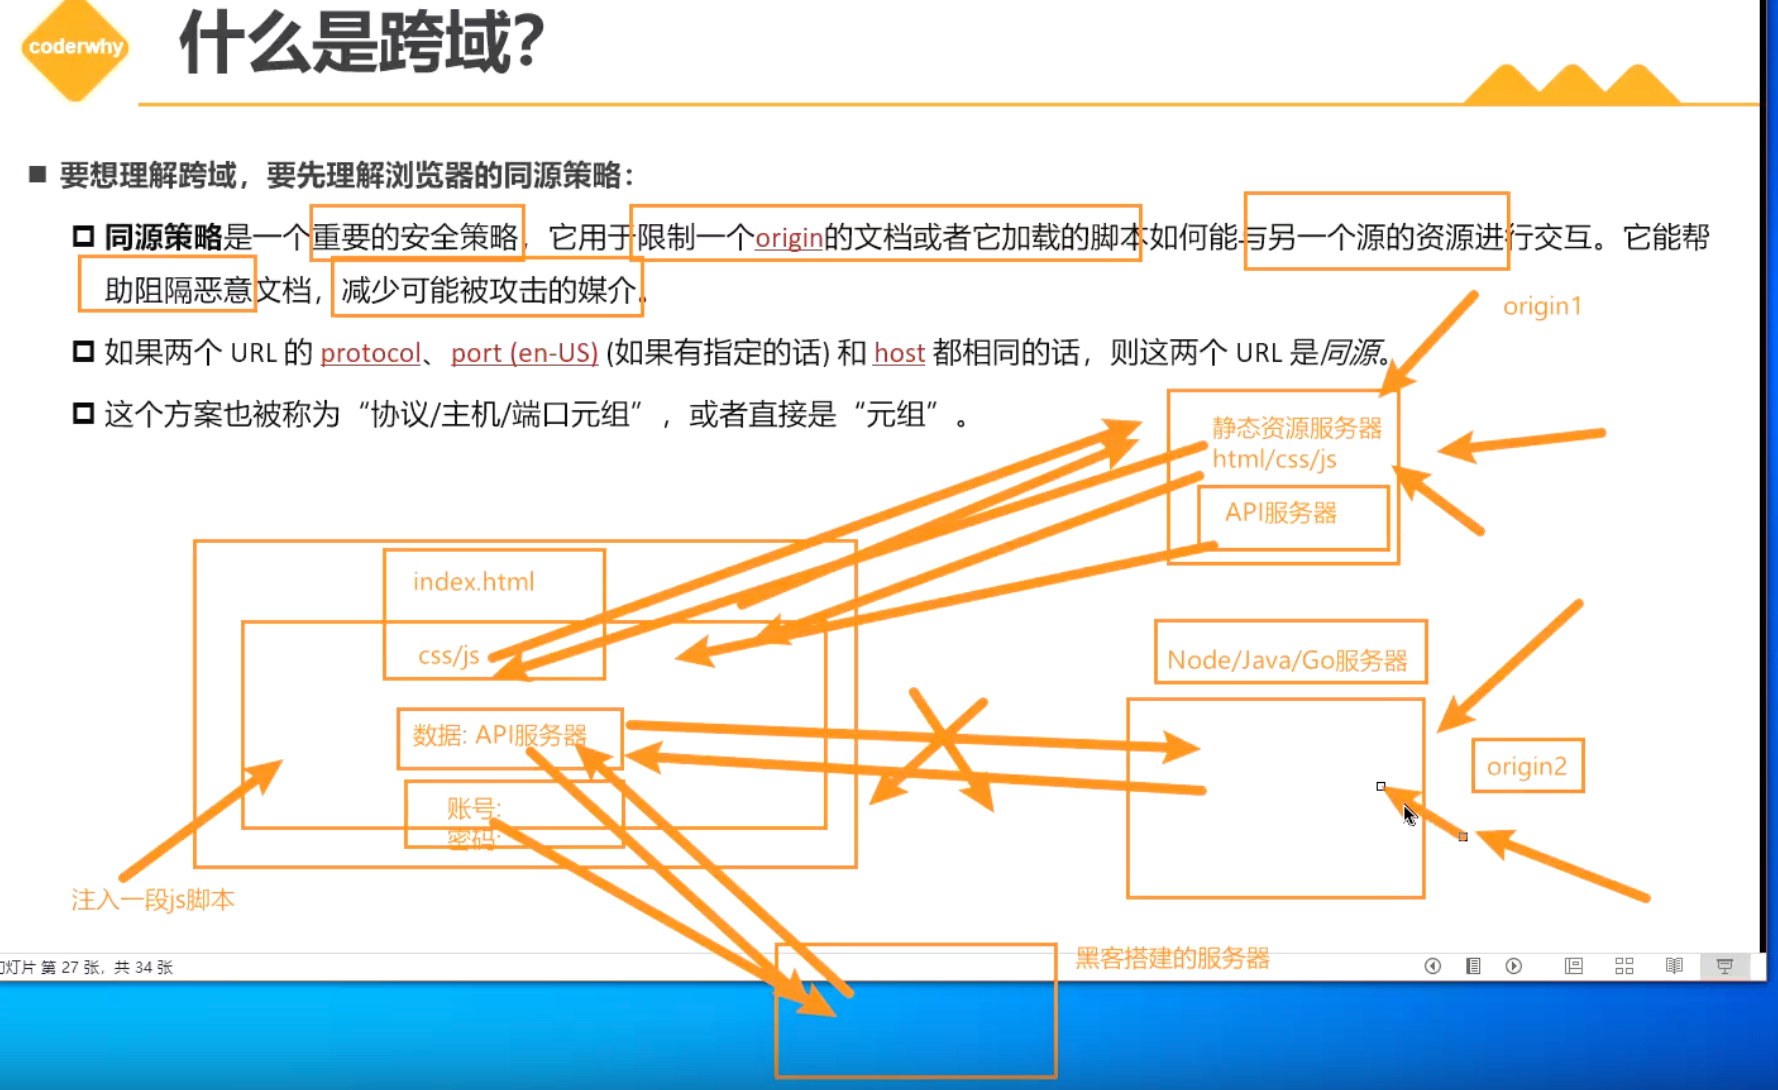 coderwhy
什么是跨域?
要想理解跨域，要先理解浏览器的同源策略：
同源策略是一个重要的安全策略，它用于限制一个origin的文档或者它加载的脚本如何能与另一个源的资源进行交互。它能帮
助阻隔恶意文档，减少可能被攻击的媒介。
origin1
如果两个 URL 的 protocol、port (en-US) (如果有指定的话) 和 host 都相同的话，则这两个 URL 是同源。
这个方案也被称为“协议/主机/端口元组”，或者直接是“元组”。
静态资源服务器
html/css/js
API服务器
index.html
css/js
Node/Java/Go服务器
数据: API服务器
origin2
账号:
密码:
注入一段js脚本
黑客搭建的服务器
灯片 第 27 张，共 34 张